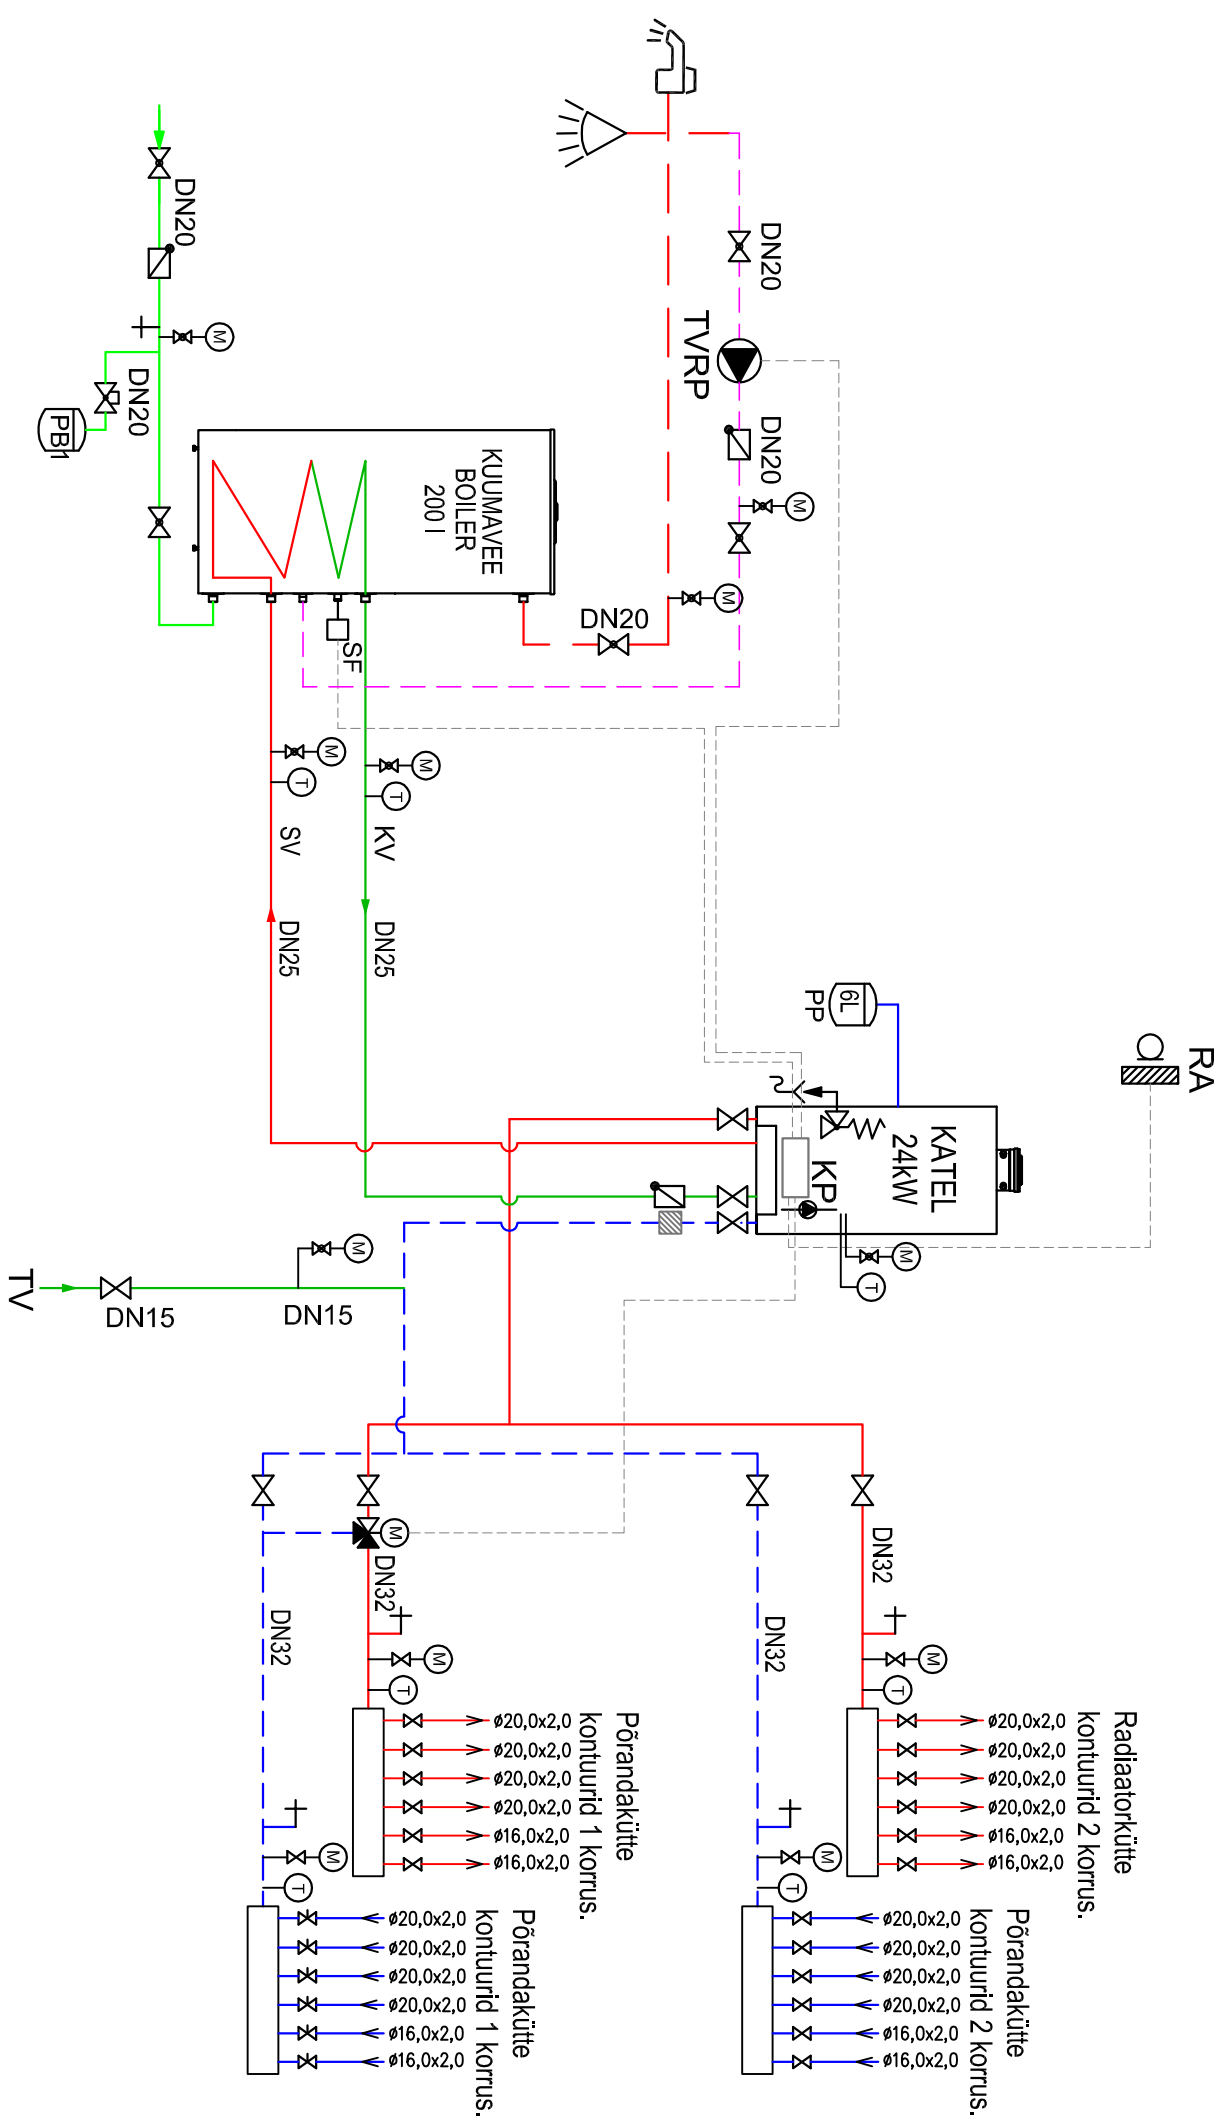 DN20
M
DN20
PB1
DN20
TVRP
DN20
M
KUUMAVEE
BOILER
200 l
M
DN20
SF
M
T
SV
DN25
M
T
KV
DN25
6L
PP
RA
KATEL
24kW
KP
M
T
M
TV
DN15
DN15
M
DN32
DN32
DN32
DN32
M
T
M
T
M
T
M
T
Põrandakütte
kontuurid 1 korrus.
ø20,0x2,0
ø20,0x2,0
ø20,0x2,0
ø20,0x2,0
ø16,0x2,0
ø16,0x2,0
Radiaatorkütte
kontuurid 2 korrus.
ø20,0x2,0
ø20,0x2,0
ø20,0x2,0
ø20,0x2,0
ø16,0x2,0
ø16,0x2,0
Põrandakütte
kontuurid 1 korrus.
ø20,0x2,0
ø20,0x2,0
ø20,0x2,0
ø20,0x2,0
ø16,0x2,0
ø16,0x2,0
Põrandakütte
kontuurid 2 korrus.
ø20,0x2,0
ø20,0x2,0
ø20,0x2,0
ø20,0x2,0
ø16,0x2,0
ø16,0x2,0